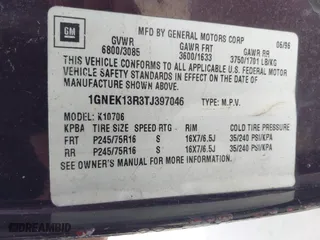 GM
MFD BY GENERAL MOTORS CORP 06/96
GVWR GAWR FRT GAWR RR
6800/3085 3600/1633 3750/1701 LB/KG
THIS VEHICLE CONFORMS TO ALL APPLICABLE U.S. FEDERAL MOTOR
VEHICLE SAFETY STANDARDS IN EFFECT ON THE DATE OF
MANUFACTURE SHOWN ABOVE.
1GNEK13R3TJ397046 TYPE: M.P.V.
MODEL: K10706
KPBA TIRE SIZE SPEED RTG RIM COLD TIRE PRESSURE
FRT P245/75R16 S 16X7/6.5J 35/240 PSI/KPA
RR P245/75R16 S 16X7/6.5J 35/240 PSI/KPA
SEE OWNER'S MANUAL FOR MORE INFORMATION.
© DREAMBID